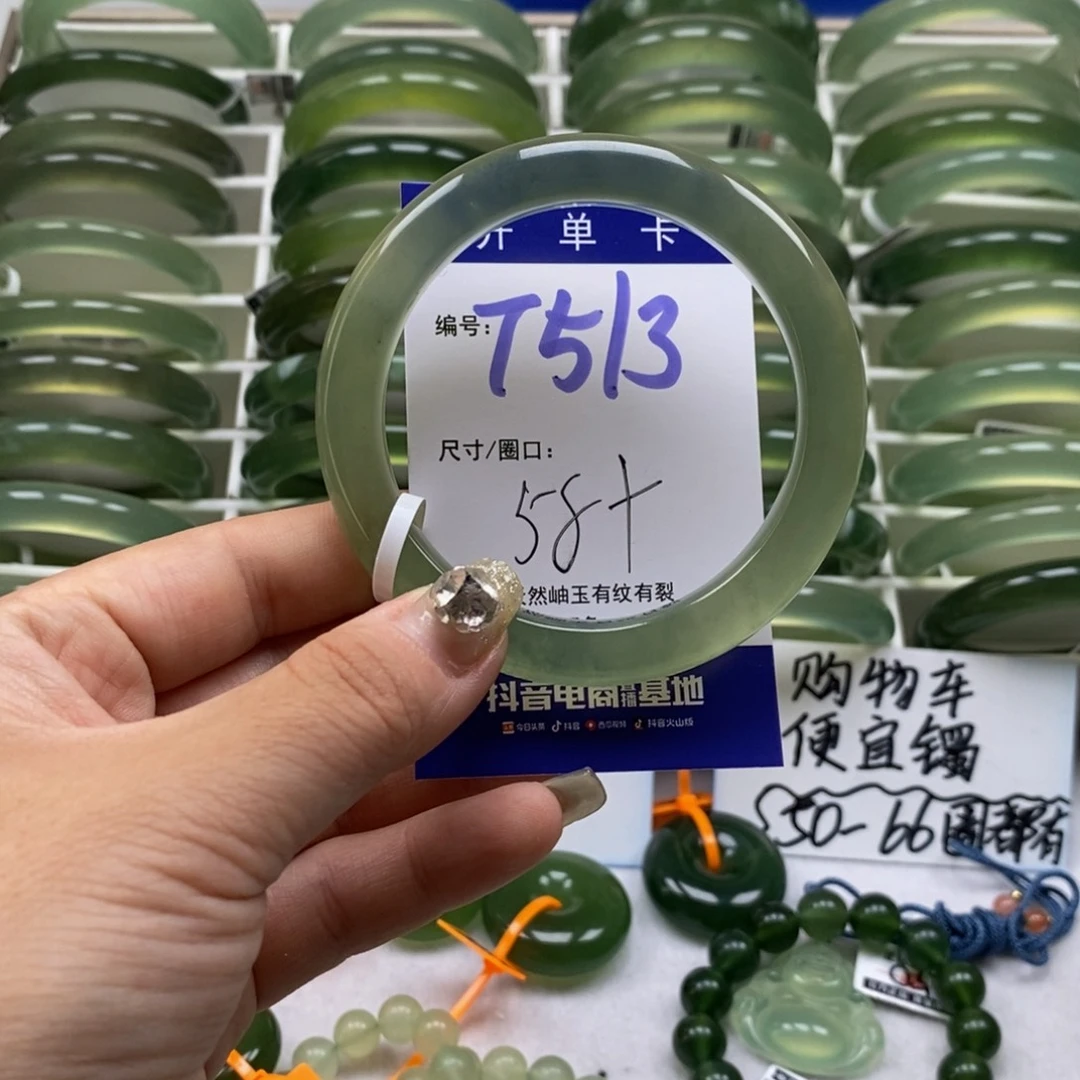 开单卡
编号：T513
尺寸/圈口：
58+
天然岫玉有纹有裂
抖音电商直播基地
今日头条 抖音 西瓜视频 抖音火山版
购物车
便宜镯
50-66圈都有